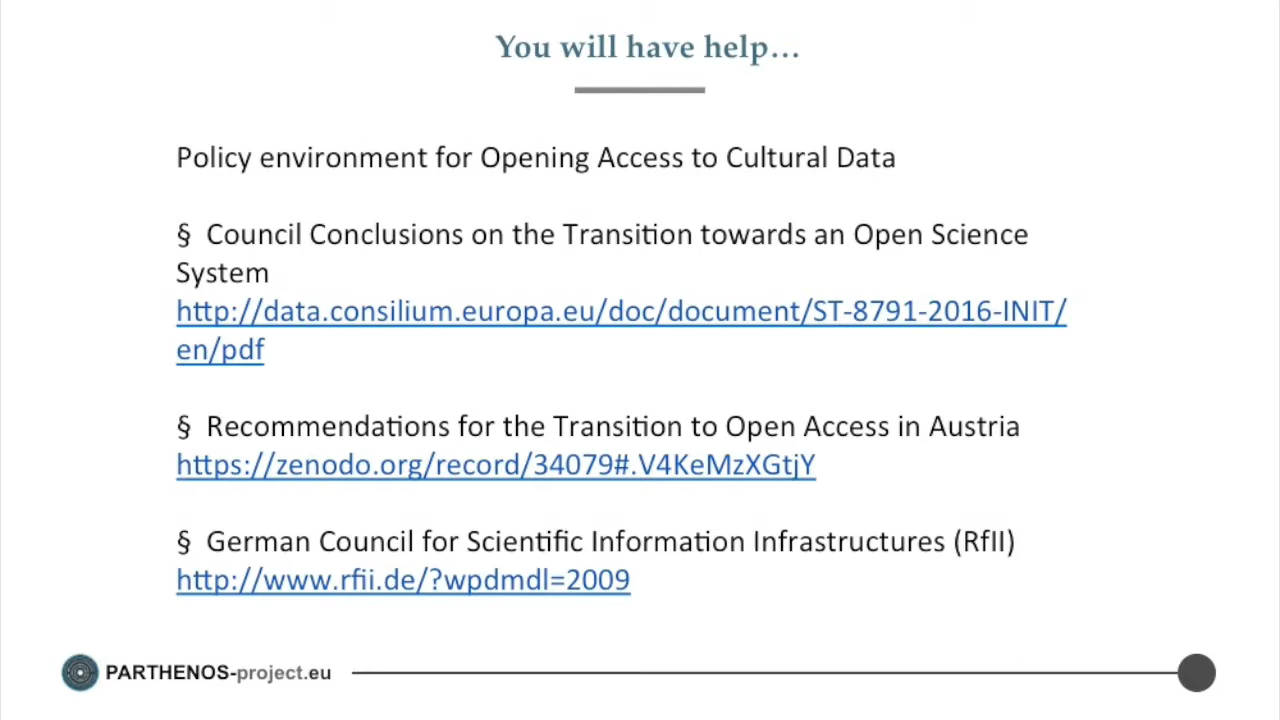 You will have help...
Policy environment for Opening Access to Cultural Data
§ Council Conclusions on the Transition towards an Open Science
System
http://data.consilium.europa.eu/doc/document/ST-8791-2016-INIT/
en/pdf
§ Recommendations for the Transition to Open Access in Austria
https://zenodo.org/record/34079#.V4KeMzXGtjY
§ German Council for Scientific Information Infrastructures (RfII)
http://www.rfii.de/?wpdmdl=2009
PARTHENOS-project.eu